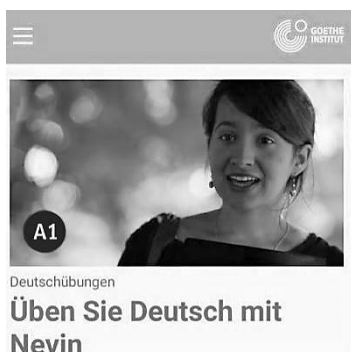 GOETHE
INSTITUT
A1
Deutschübungen
Üben Sie Deutsch mit
Nevin